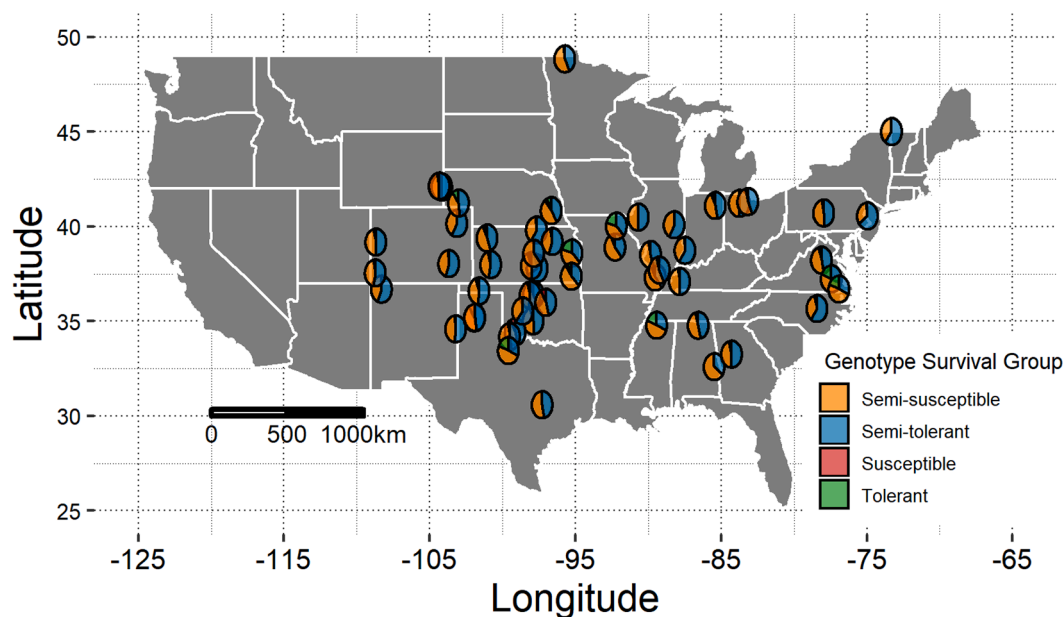 50
45
40
35
30
25
Latitude
0 500 1000km
Genotype Survival Group
Semi-susceptible
Semi-tolerant
Susceptible
Tolerant
-125 -115 -105 -95 -85 -75 -65
Longitude